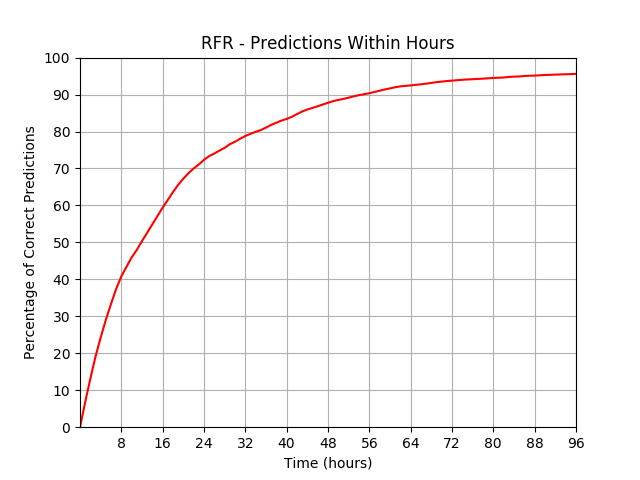 RFR - Predictions Within Hours
100
90
80
70
60
50
40
30
20
10
0
Percentage of Correct Predictions
8 16 24 32 40 48 56 64 72 80 88 96
Time (hours)